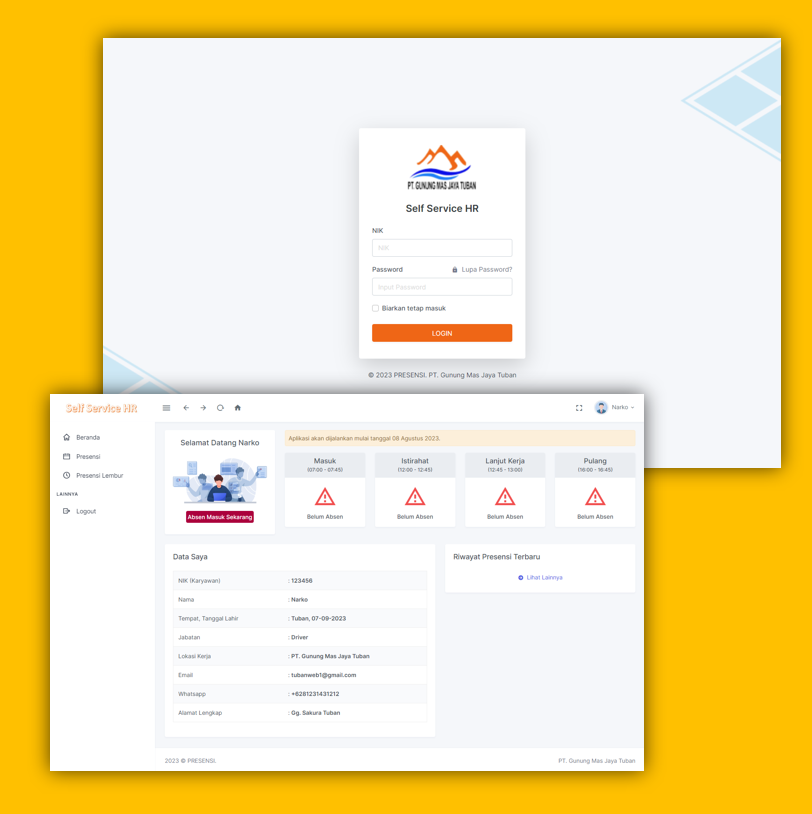 PT. GUNUNG MAS JAYA TUBAN
Self Service HR
NIK
NIK
Password Lupa Password?
Input Password
Biarkan tetap masuk
LOGIN
© 2023 PRESENSI. PT. Gunung Mas Jaya Tuban
Self Service HR
Narko
Beranda
Presensi
Presensi Lembur
LAINNYA
Logout
Selamat Datang Narko
Absen Masuk Sekarang
Aplikasi akan dijalankan mulai tanggal 08 Agustus 2023.
Masuk
(07:00 - 07:45)
Belum Absen
Istirahat
(12:00 - 12:45)
Belum Absen
Lanjut Kerja
(12:45 - 13:00)
Belum Absen
Pulang
(16:00 - 16:45)
Belum Absen
Data Saya
NIK (Karyawan) : 123456
Nama : Narko
Tempat, Tanggal Lahir : Tuban, 07-09-2023
Jabatan : Driver
Lokasi Kerja : PT. Gunung Mas Jaya Tuban
Email : tubanweb1@gmail.com
Whatsapp : +6281231431212
Alamat Lengkap : Gg. Sakura Tuban
Riwayat Presensi Terbaru
Lihat Lainnya
2023 © PRESENSI.
PT. Gunung Mas Jaya Tuban